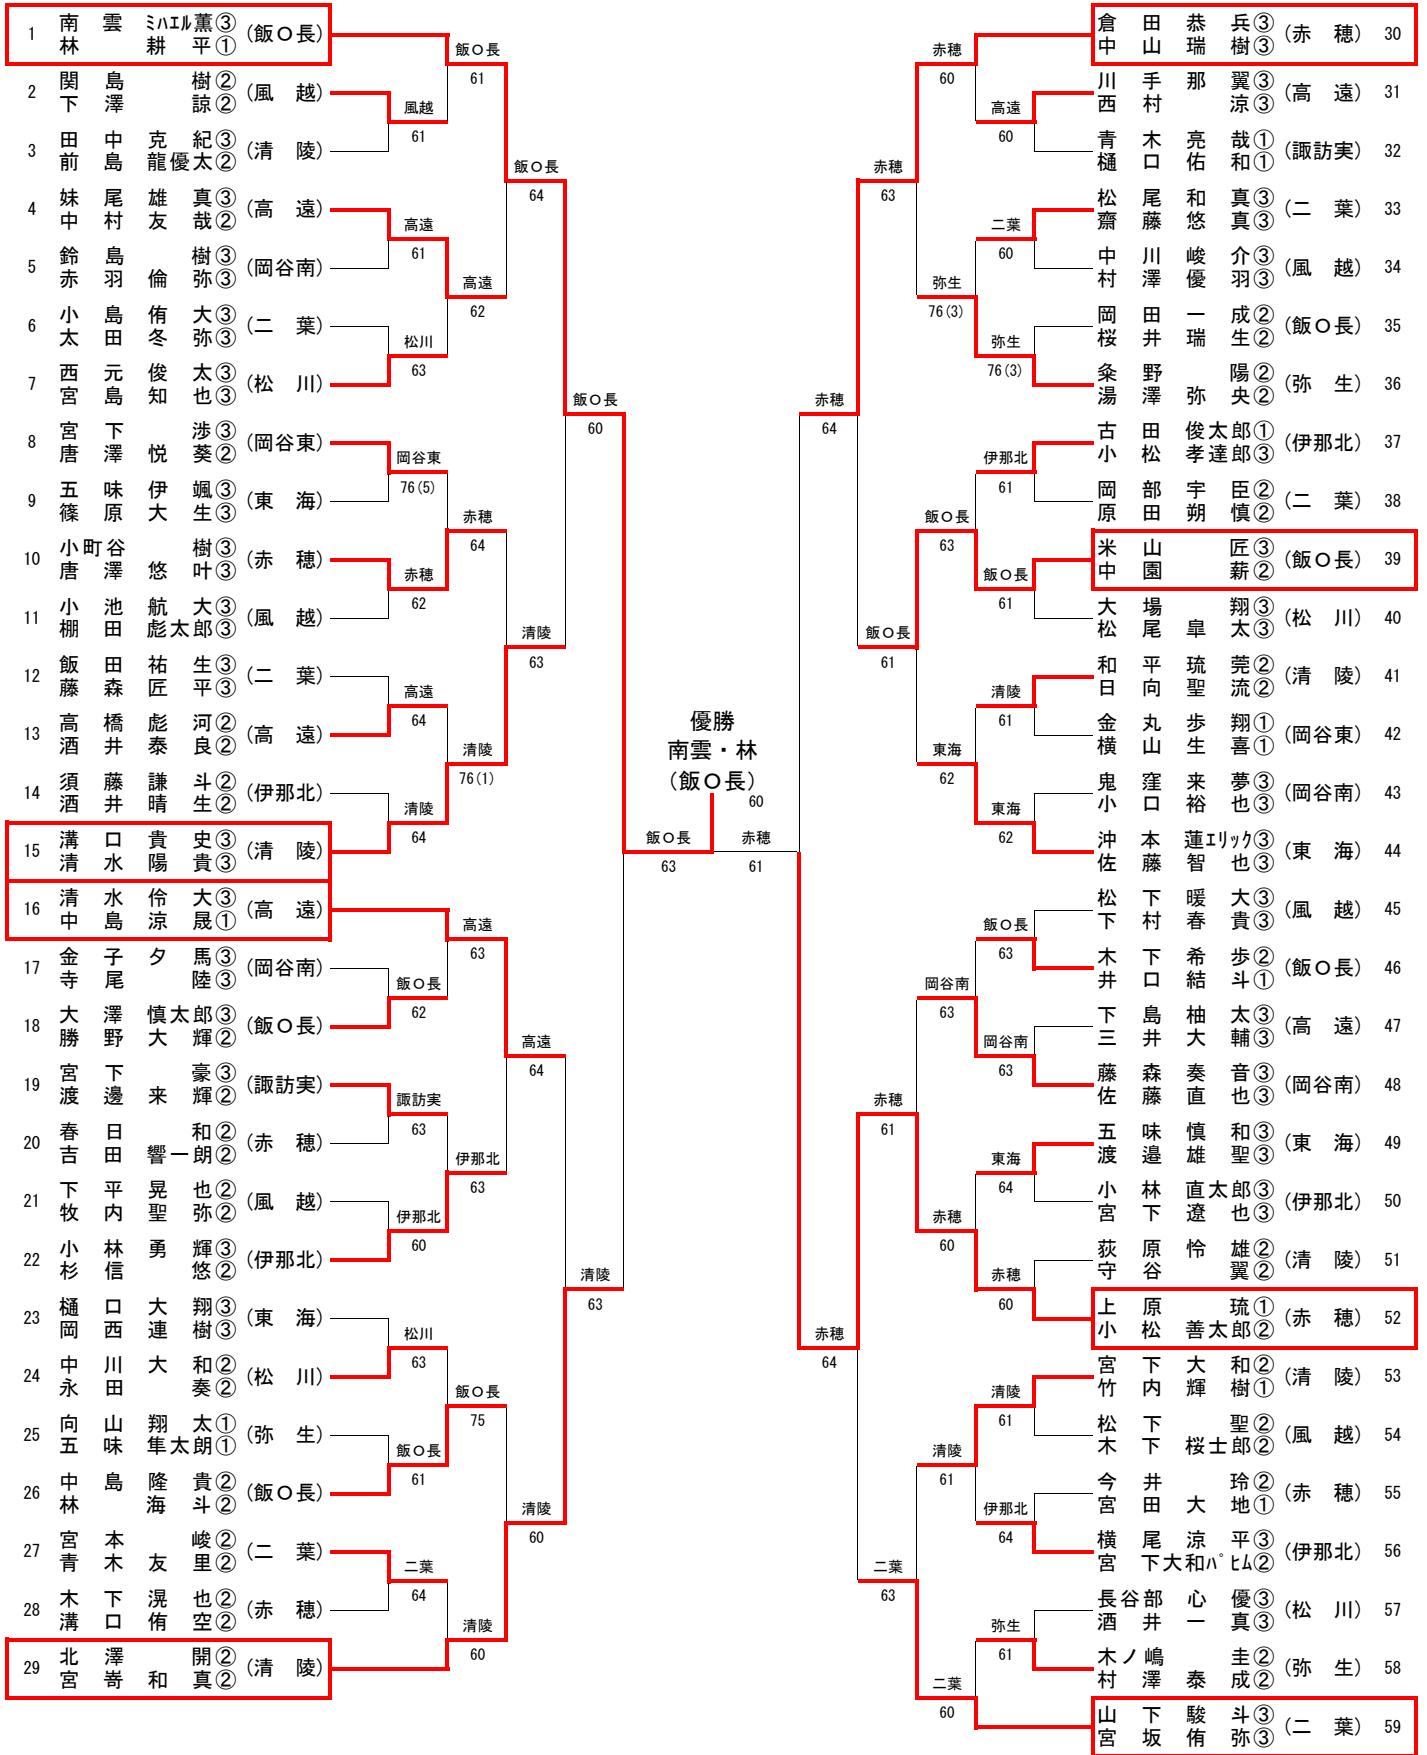 1 南雲 ミハエル薫③ (飯O長)
林 耕平①
2 関島 樹② (風越)
下澤 諒②
3 田中克紀③ (清陵)
前島龍優太②
4 妹尾雄真③ (高遠)
中村友哉②
5 鈴島 樹③ (岡谷南)
赤羽倫弥③
6 小島侑大③ (二葉)
太田冬弥③
7 西元俊太③ (松川)
宮島知也③
8 宮下 渉③ (岡谷東)
唐澤悦葵②
9 五味伊颯③ (東海)
篠原大生③
10 小町谷 樹③ (赤穂)
唐澤悠叶③
11 小池航大③ (風越)
棚田彪太郎③
12 飯田祐生③ (二葉)
藤森匠平③
13 高橋彪河② (高遠)
酒井泰良②
14 須藤謙斗② (伊那北)
酒井晴生②
15 溝口貴史③ (清陵)
清水陽貴③
16 清水伶大③ (高遠)
中島涼晟①
17 金子夕馬③ (岡谷南)
寺尾 陸③
18 大澤慎太郎③ (飯O長)
勝野大輝②
19 宮下 豪③ (諏訪実)
渡邊来輝②
20 春日 和② (赤穂)
吉田響一朗②
21 下平晃也② (風越)
牧内聖弥②
22 小林勇輝③ (伊那北)
杉信 悠②
23 樋口大翔③ (東海)
岡西連樹③
24 中川大和② (松川)
永田 奏②
25 向山翔太① (弥生)
五味隼太朗①
26 中島隆貴② (飯O長)
林 海斗②
27 宮本 峻② (二葉)
青木友里②
28 木下滉也② (赤穂)
溝口侑空②
29 北澤 開② (清陵)
宮嵜和真②
飯O長
61
風越
61
飯O長
64
高遠
61
高遠
62
松川
63
飯O長
60
岡谷東
76(5)
赤穂
64
赤穂
62
清陵
63
高遠
64
清陵
76(1)
清陵
64
飯O長
63
高遠
63
飯O長
62
高遠
64
諏訪実
63
伊那北
63
伊那北
60
清陵
63
松川
63
飯O長
75
飯O長
61
清陵
60
二葉
64
清陵
60
優勝
南雲・林
(飯O長)
60
赤穂
61
赤穂
60
高遠
60
赤穂
63
二葉
60
弥生
76(3)
弥生
76(3)
赤穂
64
伊那北
61
飯O長
63
飯O長
61
飯O長
61
清陵
61
東海
62
東海
62
飯O長
63
岡谷南
63
岡谷南
63
赤穂
61
東海
64
赤穂
60
赤穂
60
赤穂
64
清陵
61
清陵
61
伊那北
64
二葉
63
弥生
61
二葉
60
倉田恭兵③ (赤穂) 30
中山瑞樹③
川手那翼③ (高遠) 31
西村 涼③
青木亮哉① (諏訪実) 32
樋口佑和①
松尾和真③ (二葉) 33
齋藤悠真③
中川峻介③ (風越) 34
村澤優羽③
岡田一成② (飯O長) 35
桜井瑞生②
粂野 陽② (弥生) 36
湯澤弥央②
古田俊太郎① (伊那北) 37
小松孝達郎③
岡部宇臣② (二葉) 38
原田朔慎②
米山 匠③ (飯O長) 39
中園 薪②
大場 翔③ (松川) 40
松尾皐太③
和平琉莞② (清陵) 41
日向聖流②
金丸歩翔① (岡谷東) 42
横山生喜①
鬼窪来夢③ (岡谷南) 43
小口裕也③
沖本蓮エリック③ (東海) 44
佐藤智也③
松下暖大③ (風越) 45
下村春貴③
木下希歩② (飯O長) 46
井口結斗①
下島柚太③ (高遠) 47
三井大輔③
藤森奏音③ (岡谷南) 48
佐藤直也③
五味慎和③ (東海) 49
渡邉雄聖③
小林直太郎③ (伊那北) 50
宮下遼也③
荻原怜雄② (清陵) 51
守谷 翼②
上原 琉① (赤穂) 52
小松善太郎②
宮下大和② (清陵) 53
竹内輝樹①
松下 聖② (風越) 54
木下桜士郎②
今井 玲② (赤穂) 55
宮田大地①
横尾涼平③ (伊那北) 56
宮下大和パヒム②
長谷部心優③ (松川) 57
酒井一真③
木ノ嶋 圭② (弥生) 58
村澤泰成②
山下駿斗③ (二葉) 59
宮坂侑弥③